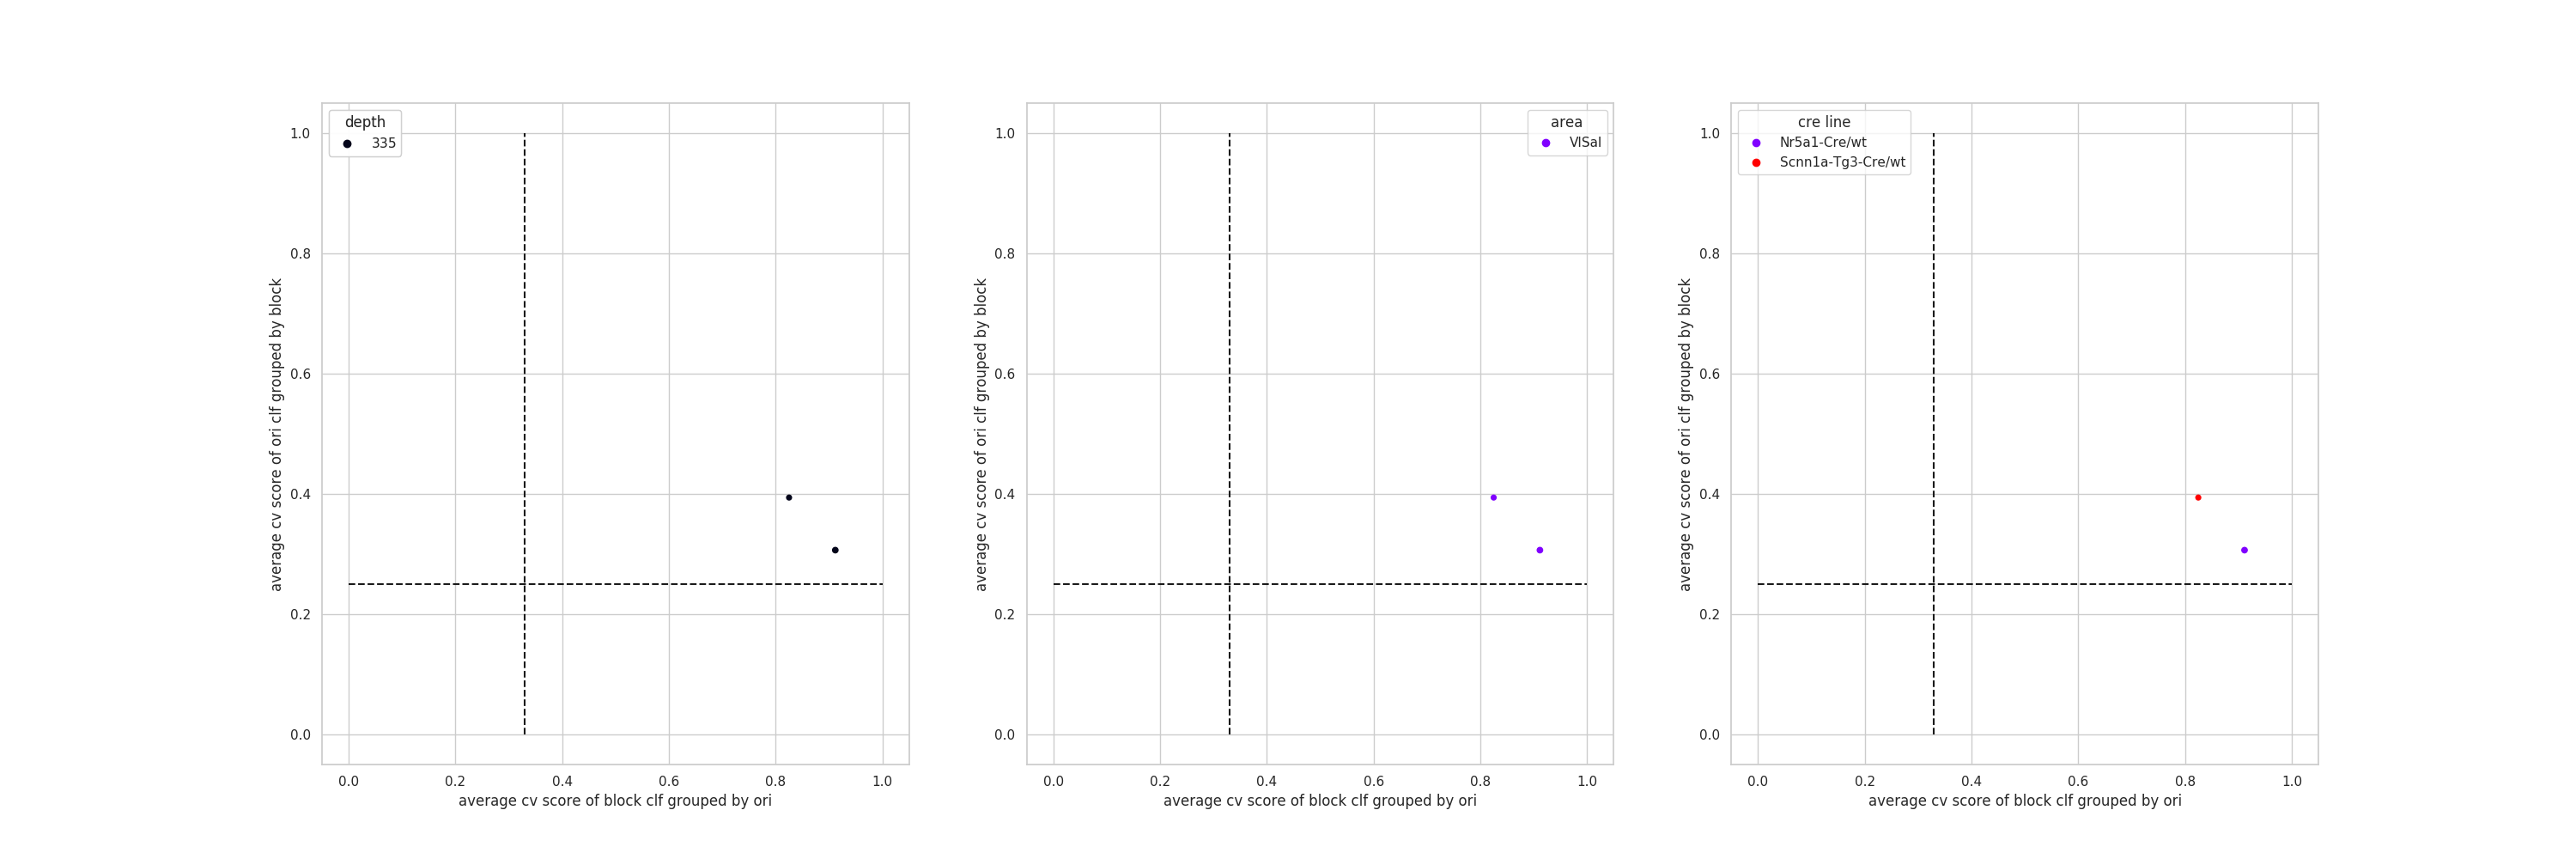 depth
335
1.0
0.8
0.6
0.4
0.2
0.0
average cv score of ori clf grouped by block
0.0 0.2 0.4 0.6 0.8 1.0
average cv score of block clf grouped by ori
area
VISal
1.0
0.8
0.6
0.4
0.2
0.0
average cv score of ori clf grouped by block
0.0 0.2 0.4 0.6 0.8 1.0
average cv score of block clf grouped by ori
cre line
Nr5a1-Cre/wt
Scnn1a-Tg3-Cre/wt
1.0
0.8
0.6
0.4
0.2
0.0
average cv score of ori clf grouped by block
0.0 0.2 0.4 0.6 0.8 1.0
average cv score of block clf grouped by ori